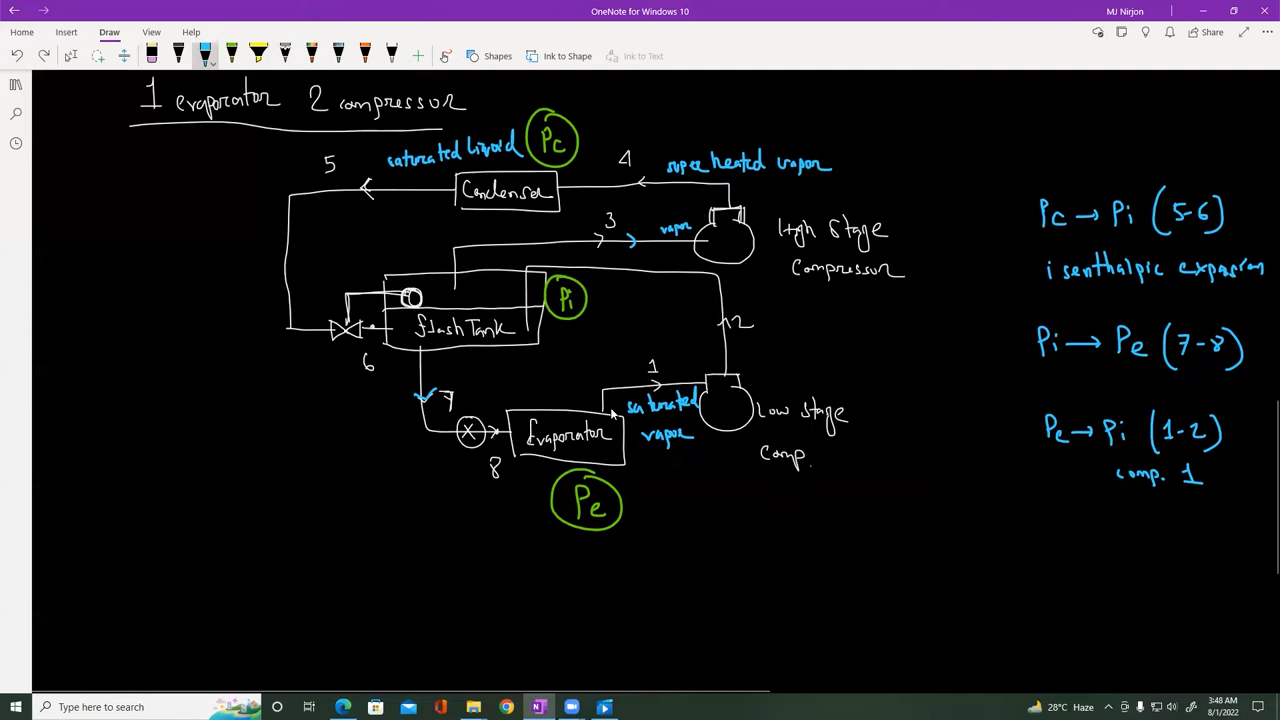 OneNote for Windows 10
MJ Nirjon
Home Insert Draw View Help
Share
Shapes
Ink to Shape
Ink to Text
1 evaporator 2 compressor
5
saturated liquid
Pc
4
super heated vapor
Condenser
3
vapor
High Stage
Compressor
Pi
flash Tank
2
6
7
1
saturated
vapor
Low Stage
Comp.
Evaporator
8
Pe
Pc → Pi (5-6)
isenthalpic expansion
Pi → Pe (7-8)
Pe → Pi (1-2)
comp. 1
Type here to search
28°C Haze
3:48 AM
8/1/2022